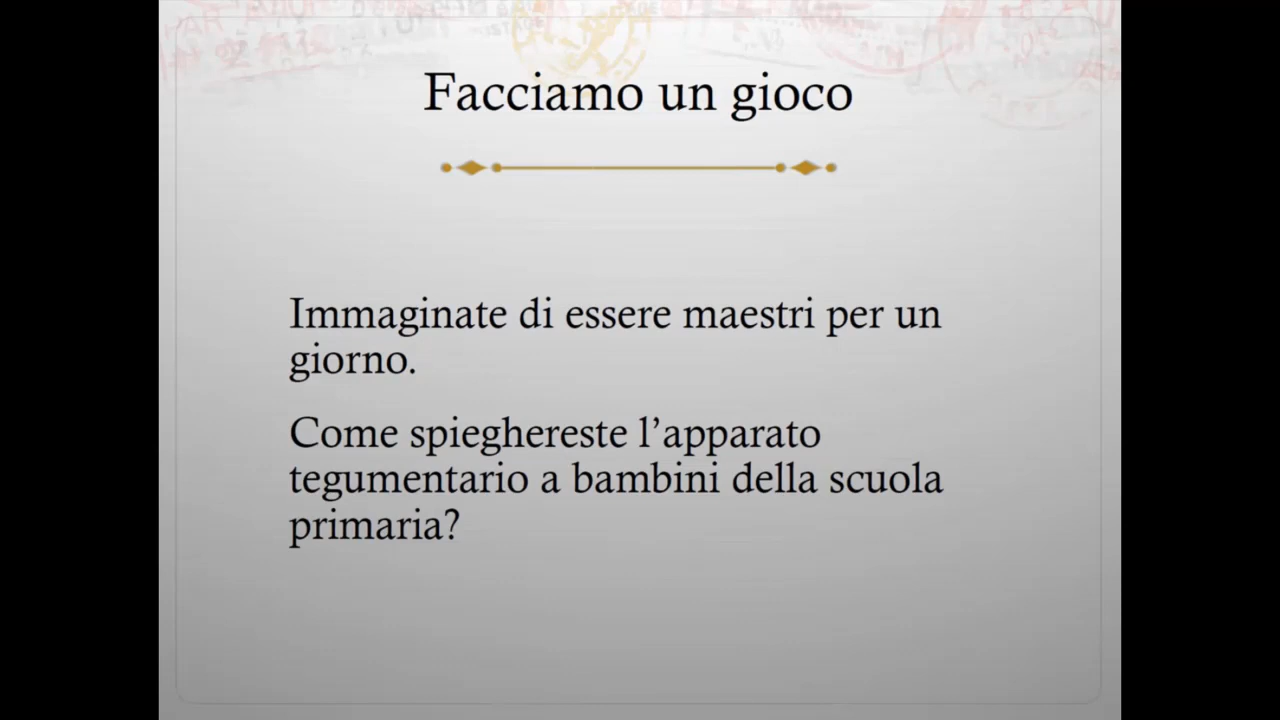 Facciamo un gioco
Immaginate di essere maestri per un
giorno.
Come spieghereste l’apparato
tegumentario a bambini della scuola
primaria?